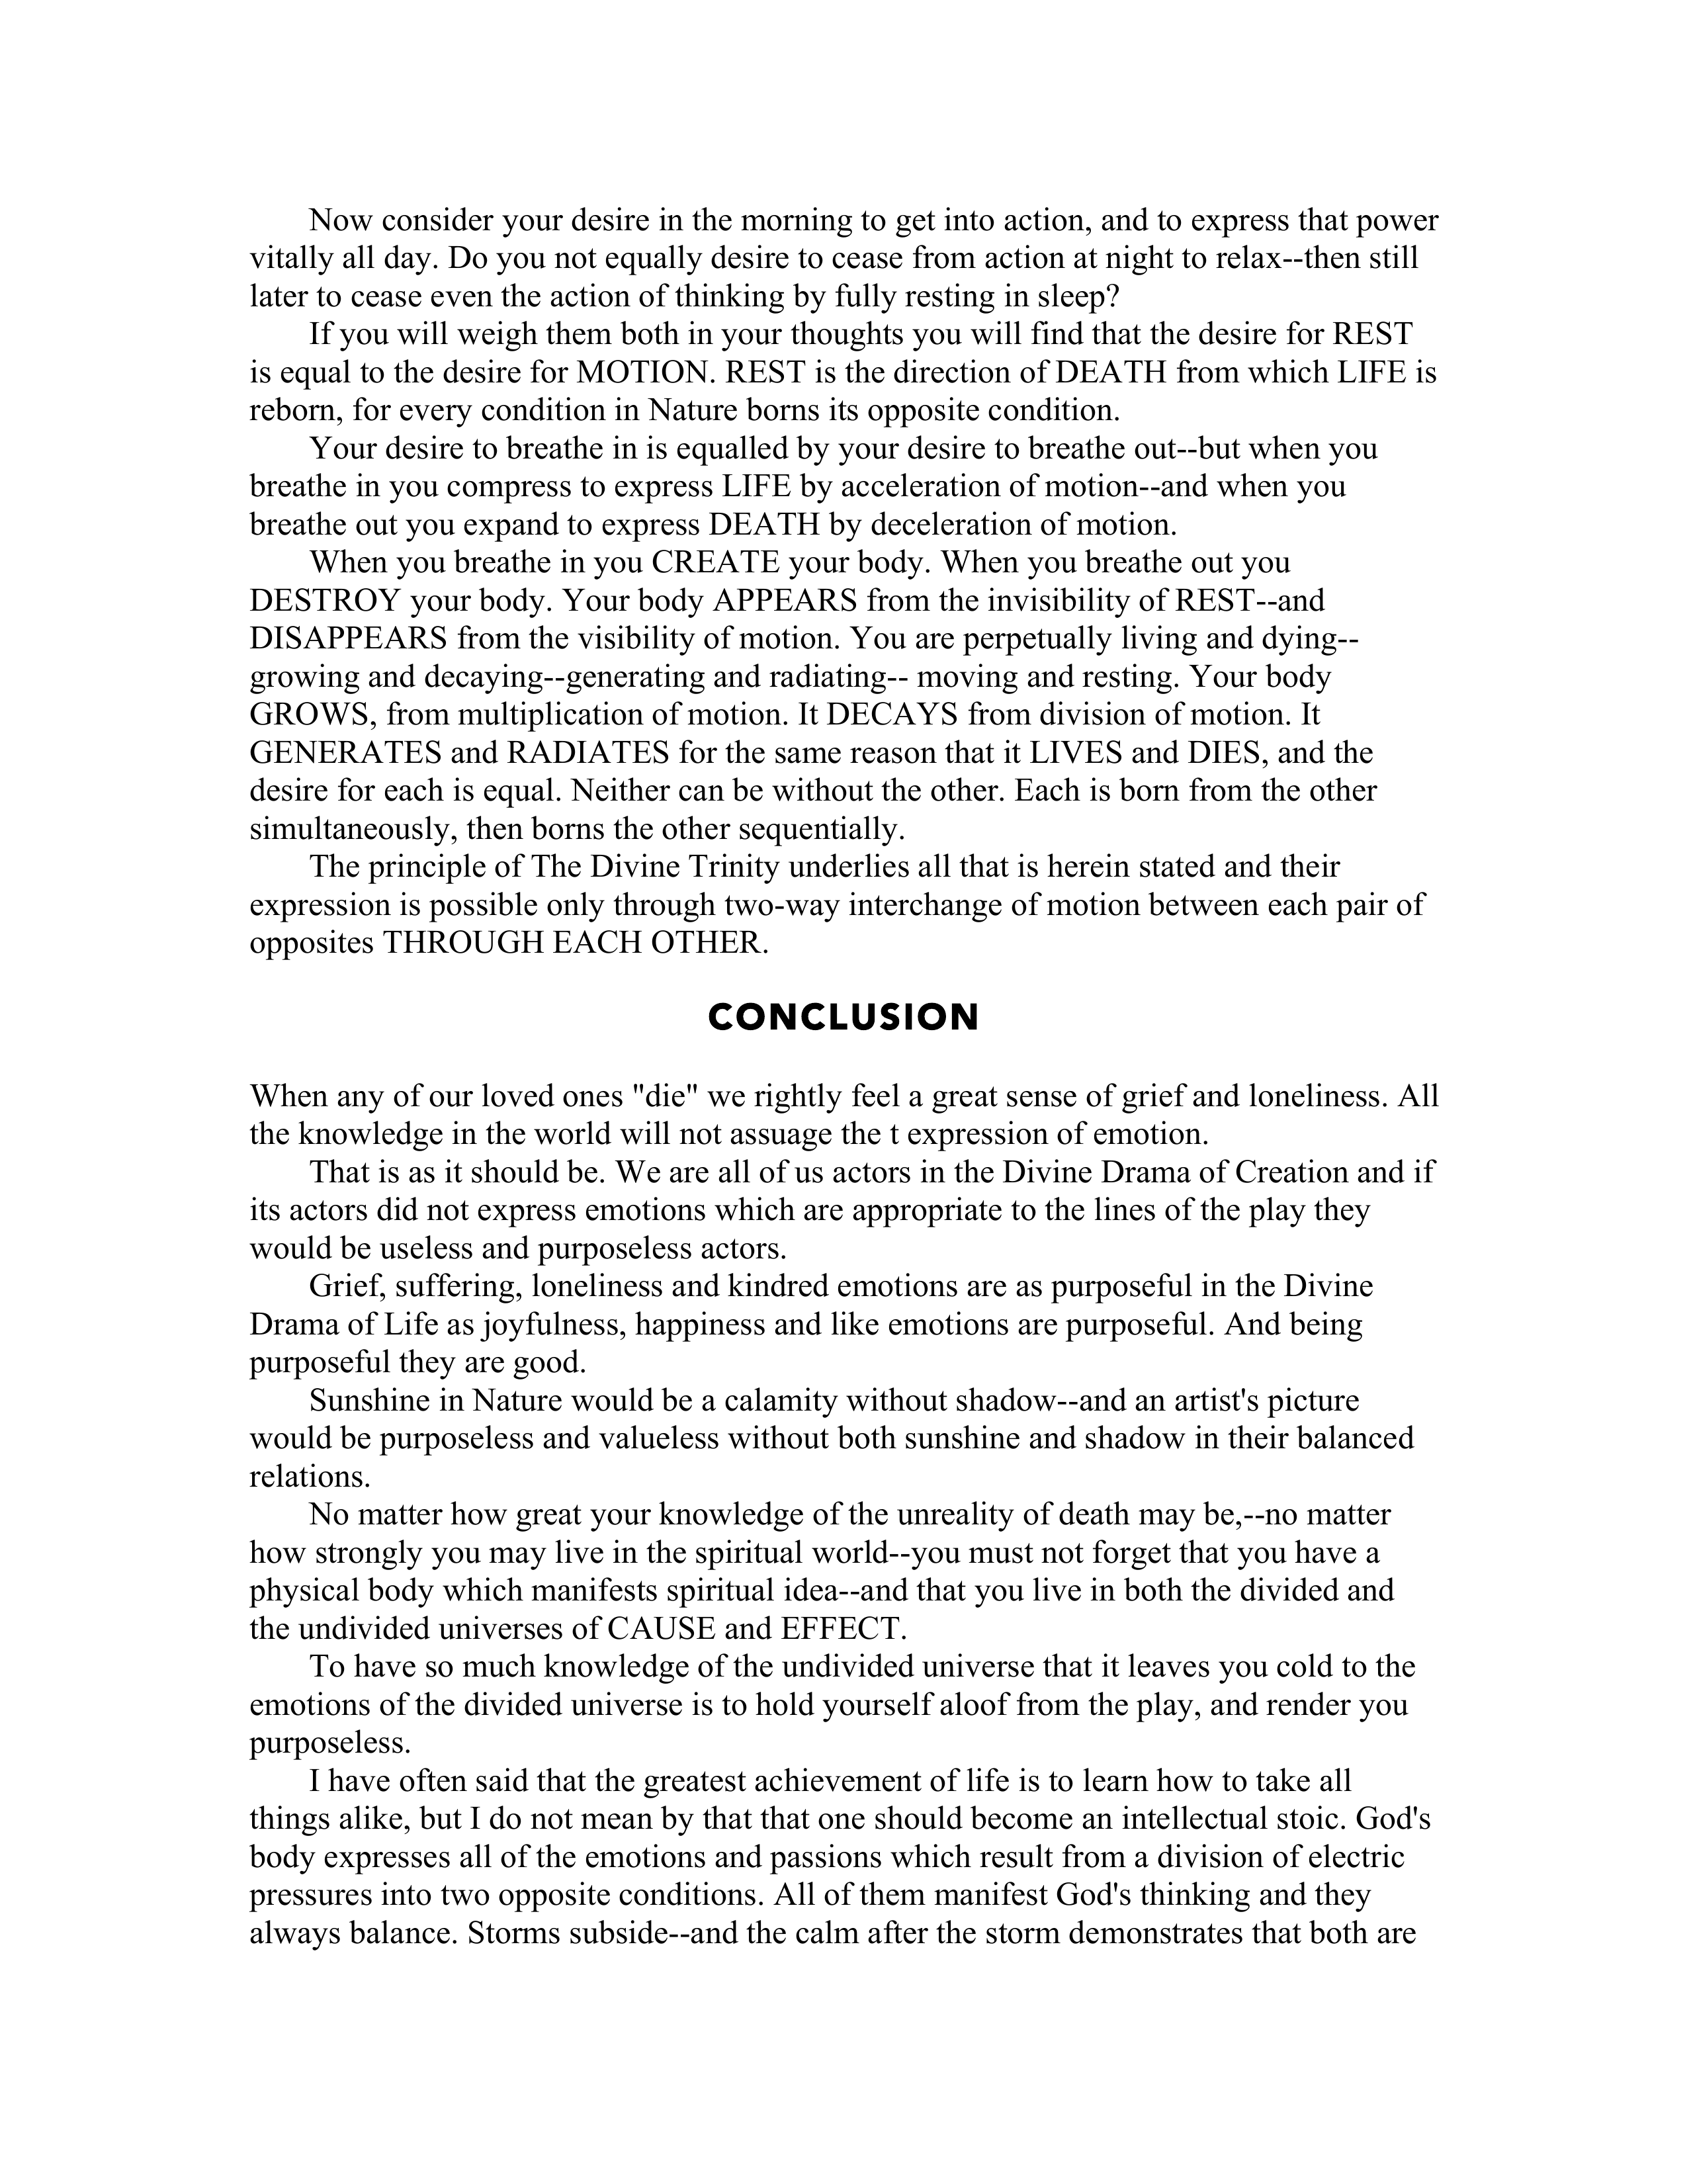 Now consider your desire in the morning to get into action, and to express that power
vitally all day. Do you not equally desire to cease from action at night to relax--then still
later to cease even the action of thinking by fully resting in sleep?
If you will weigh them both in your thoughts you will find that the desire for REST
is equal to the desire for MOTION. REST is the direction of DEATH from which LIFE is
reborn, for every condition in Nature borns its opposite condition.
Your desire to breathe in is equalled by your desire to breathe out--but when you
breathe in you compress to express LIFE by acceleration of motion--and when you
breathe out you expand to express DEATH by deceleration of motion.
When you breathe in you CREATE your body. When you breathe out you
DESTROY your body. Your body APPEARS from the invisibility of REST--and
DISAPPEARS from the visibility of motion. You are perpetually living and dying--
growing and decaying--generating and radiating-- moving and resting. Your body
GROWS, from multiplication of motion. It DECAYS from division of motion. It
GENERATES and RADIATES for the same reason that it LIVES and DIES, and the
desire for each is equal. Neither can be without the other. Each is born from the other
simultaneously, then borns the other sequentially.
The principle of The Divine Trinity underlies all that is herein stated and their
expression is possible only through two-way interchange of motion between each pair of
opposites THROUGH EACH OTHER.
CONCLUSION
When any of our loved ones "die" we rightly feel a great sense of grief and loneliness. All
the knowledge in the world will not assuage the t expression of emotion.
That is as it should be. We are all of us actors in the Divine Drama of Creation and if
its actors did not express emotions which are appropriate to the lines of the play they
would be useless and purposeless actors.
Grief, suffering, loneliness and kindred emotions are as purposeful in the Divine
Drama of Life as joyfulness, happiness and like emotions are purposeful. And being
purposeful they are good.
Sunshine in Nature would be a calamity without shadow--and an artist's picture
would be purposeless and valueless without both sunshine and shadow in their balanced
relations.
No matter how great your knowledge of the unreality of death may be,--no matter
how strongly you may live in the spiritual world--you must not forget that you have a
physical body which manifests spiritual idea--and that you live in both the divided and
the undivided universes of CAUSE and EFFECT.
To have so much knowledge of the undivided universe that it leaves you cold to the
emotions of the divided universe is to hold yourself aloof from the play, and render you
purposeless.
I have often said that the greatest achievement of life is to learn how to take all
things alike, but I do not mean by that that one should become an intellectual stoic. God's
body expresses all of the emotions and passions which result from a division of electric
pressures into two opposite conditions. All of them manifest God's thinking and they
always balance. Storms subside--and the calm after the storm demonstrates that both are